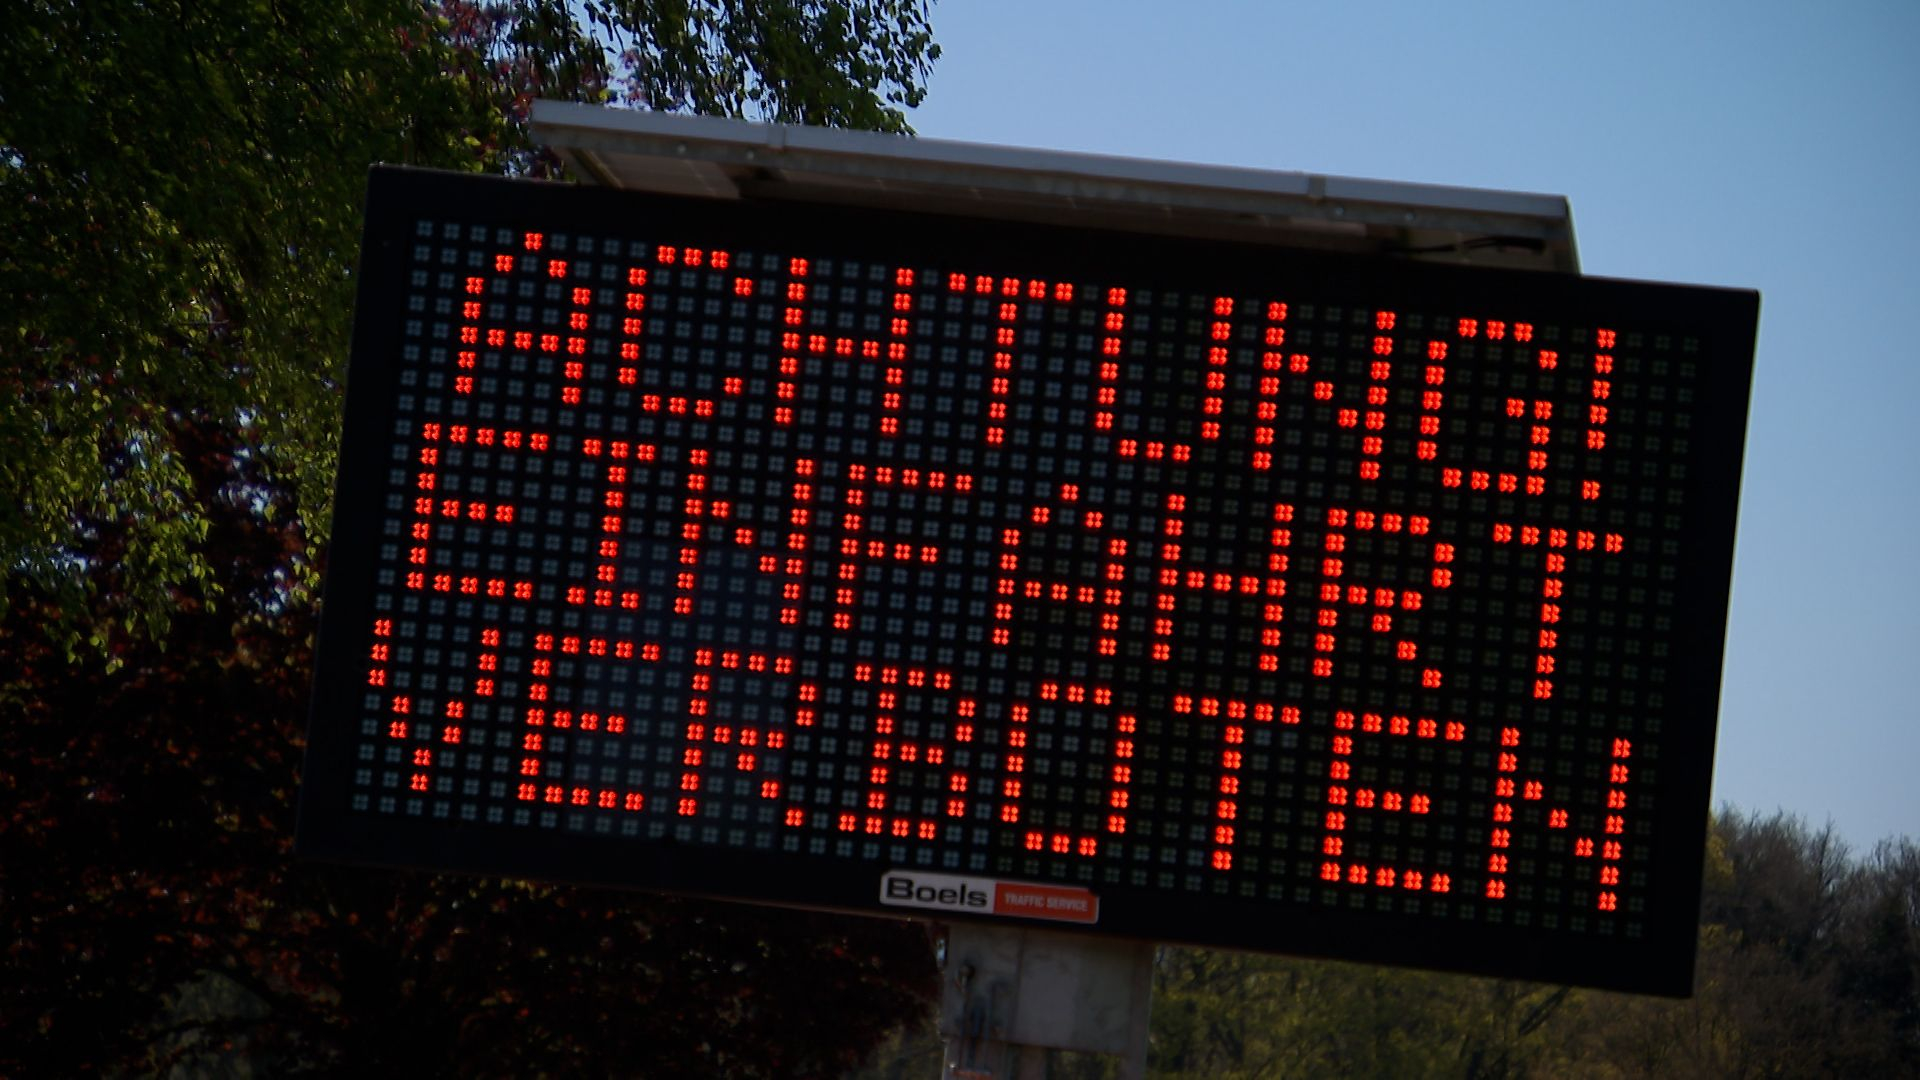 ACHTUNG!
EINFAHRT
VERBOTEN
Boels TRAFFIC SERVICE